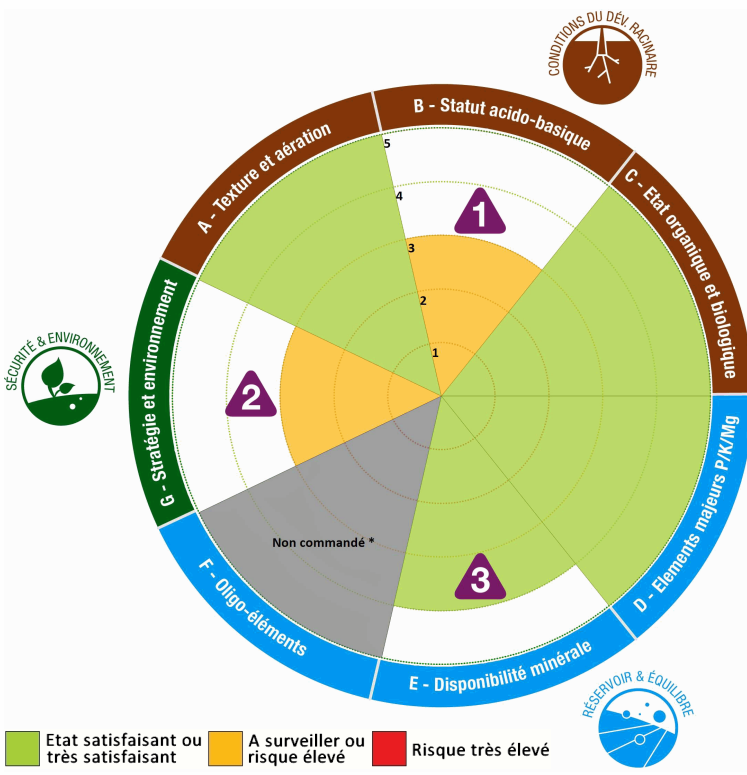 CONDITIONS DU DÉV. RACINAIRE
B - Statut acido-basique
A - Texture et aération
C - Etat organique et biologique
5
4
1
3
2
1
SÉCURITÉ & ENVIRONNEMENT
G - Stratégie et environnement
2
D - Elements majeurs P/K/Mg
Non commandé *
3
F - Oligo-éléments
E - Disponibilité minérale
RÉSERVOIR & ÉQUILIBRE
Etat satisfaisant ou
très satisfaisant
A surveiller ou
risque élevé
Risque très élevé